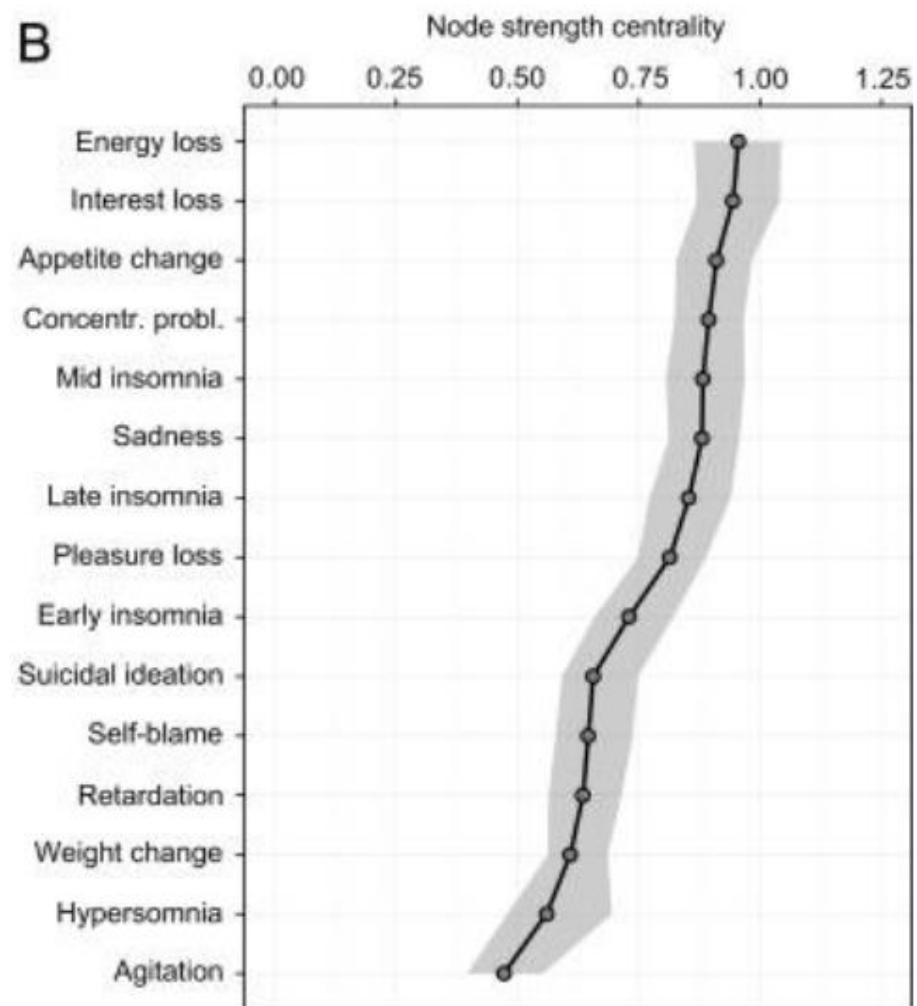 B
Node strength centrality
0.00 0.25 0.50 0.75 1.00 1.25
Energy loss
Interest loss
Appetite change
Concentr. probl.
Mid insomnia
Sadness
Late insomnia
Pleasure loss
Early insomnia
Suicidal ideation
Self-blame
Retardation
Weight change
Hypersomnia
Agitation